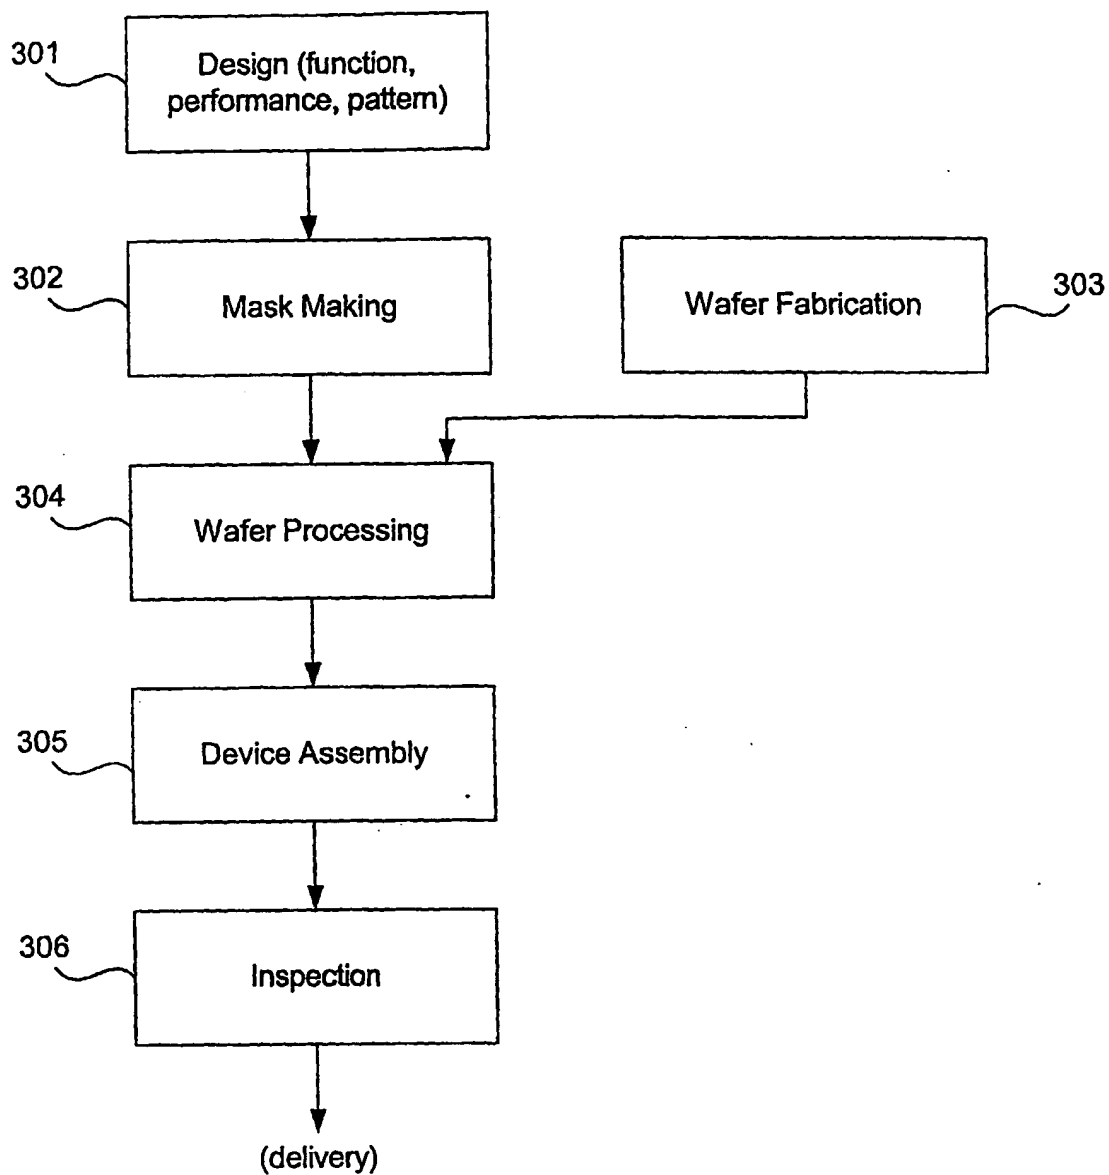 301
Design (function,
performance, pattern)
302
Mask Making
Wafer Fabrication
303
304
Wafer Processing
305
Device Assembly
306
Inspection
(delivery)